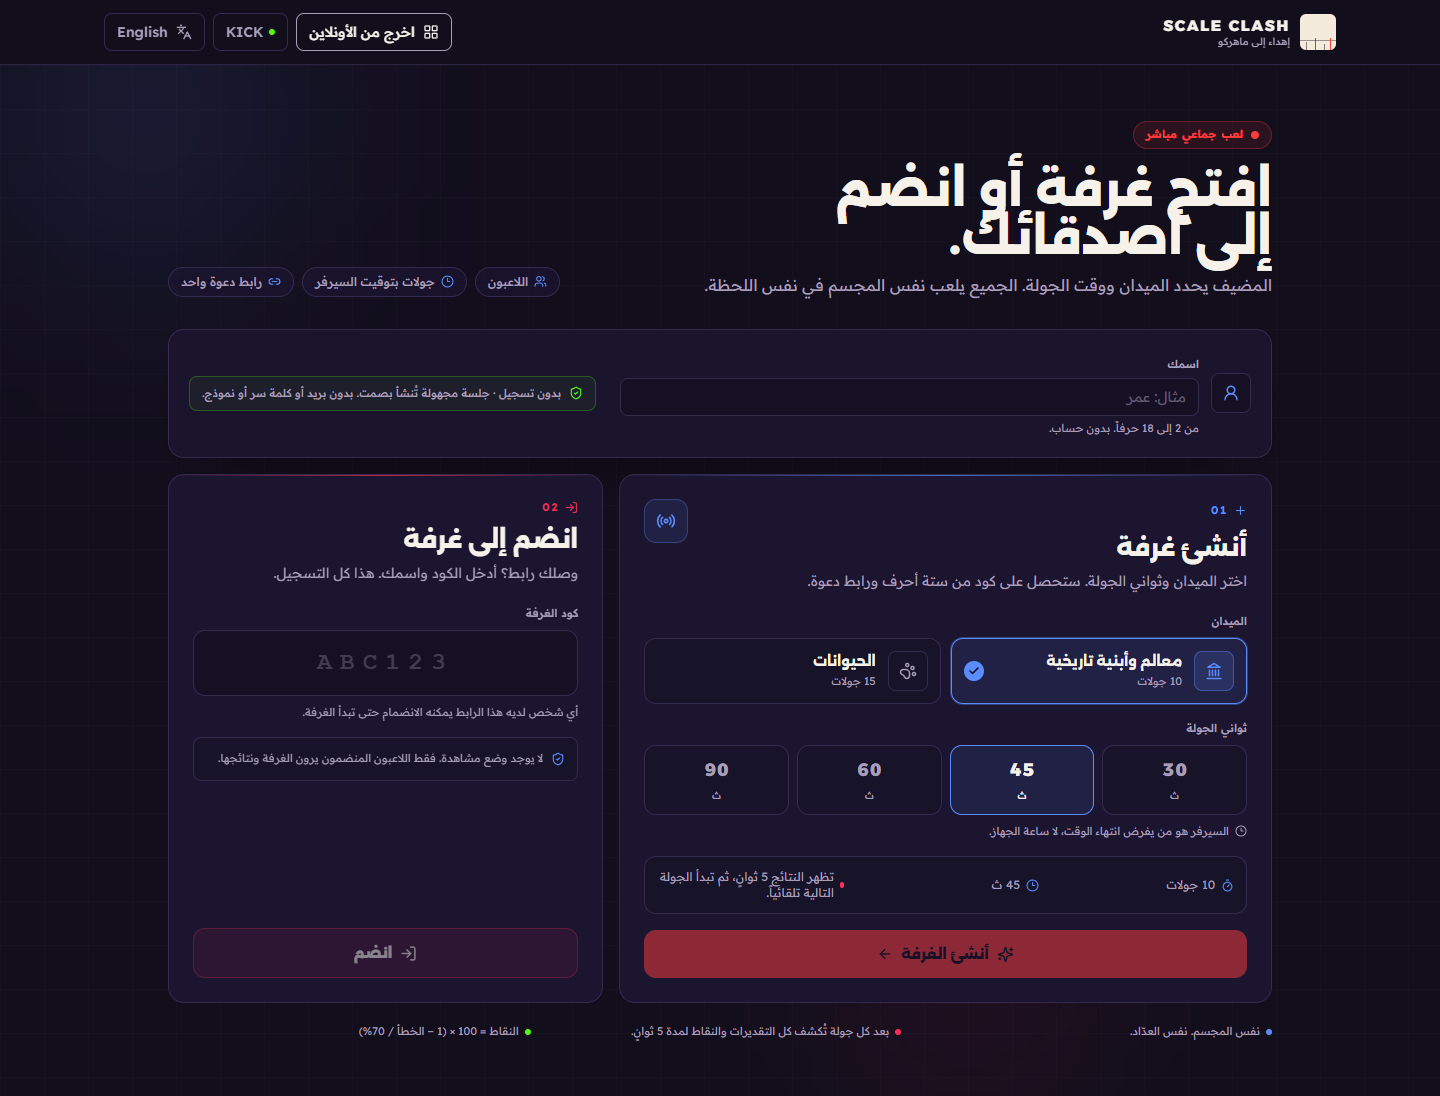 SCALE CLASH
إهداء إلى ماهركو
اخرج من الأونلاين
KICK
English
لعب جماعي مباشر
افتح غرفة أو انضم
إلى أصدقائك.
المضيف يحدد الميدان ووقت الجولة. الجميع يلعب نفس المجسم في نفس اللحظة.
اللاعبون
جولات بتوقيت السيرفر
رابط دعوة واحد
اسمك
مثال: عمر
من 2 إلى 18 حرفاً. بدون حساب.
بدون تسجيل · جلسة مجهولة تُنشأ بصمت. بدون بريد أو كلمة سر أو نموذج.
01
أنشئ غرفة
اختر الميدان وثواني الجولة. ستحصل على كود من ستة أحرف ورابط دعوة.
الميدان
معالم وأبنية تاريخية
10 جولات
الحيوانات
15 جولات
ثواني الجولة
30
ث
45
ث
60
ث
90
ث
السيرفر هو من يفرض انتهاء الوقت، لا ساعة الجهاز.
10 جولات
45 ث
تظهر النتائج 5 ثوانٍ، ثم تبدأ الجولة
التالية تلقائياً.
أنشئ الغرفة
02
انضم إلى غرفة
وصلك رابط؟ أدخل الكود واسمك. هذا كل التسجيل.
كود الغرفة
ABC123
أي شخص لديه هذا الرابط يمكنه الانضمام حتى تبدأ الغرفة.
لا يوجد وضع مشاهدة. فقط اللاعبون المنضمون يرون الغرفة ونتائجها.
انضم
نفس المجسم. نفس العدّاد.
بعد كل جولة تُكشف كل التقديرات والنقاط لمدة 5 ثوانٍ.
النقاط = 100 × (1 − الخطأ / 70%)